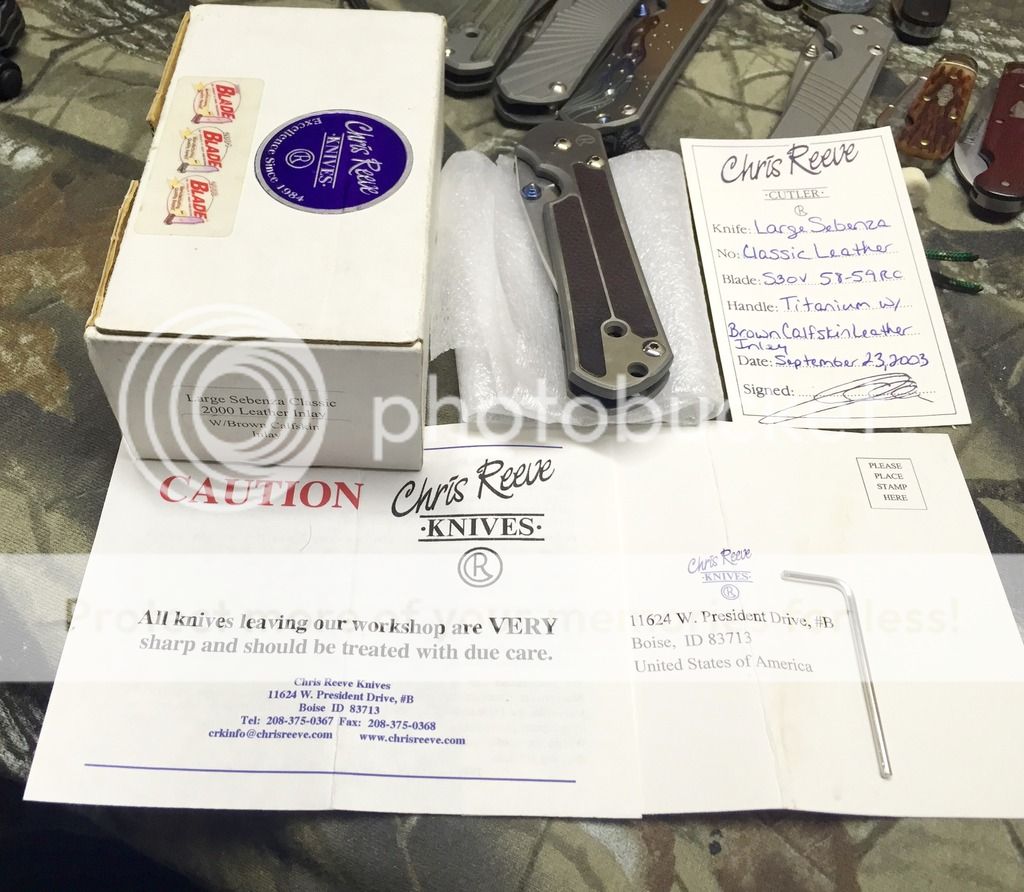 BLADE
BLADE
BLADE
Chris Reeve
KNIVES
R
Excellence Since 1984
Large Sebenza Classic
2000 Leather Inlay
W/Brown Calfskin
Inlay
Chris Reeve
·CUTLER·
R
Knife: Large Sebenza
No: Classic Leather
Blade: S30V 58-59RC
Handle: Titanium w/
Brown Calfskin Leather
Inlay
Date: September 23, 2003
Signed:
photobucket
CAUTION
Chris Reeve
·KNIVES·
R
All knives leaving our workshop are VERY
sharp and should be treated with due care.
Chris Reeve Knives
11624 W. President Drive, #B
Boise ID 83713
Tel: 208-375-0367 Fax: 208-375-0368
crkinfo@chrisreeve.com www.chrisreeve.com
PLEASE
PLACE
STAMP
HERE
Chris Reeve
·KNIVES·
R
11624 W. President Drive, #B
Boise, ID 83713
United States of America
Protect more of your memories for less!